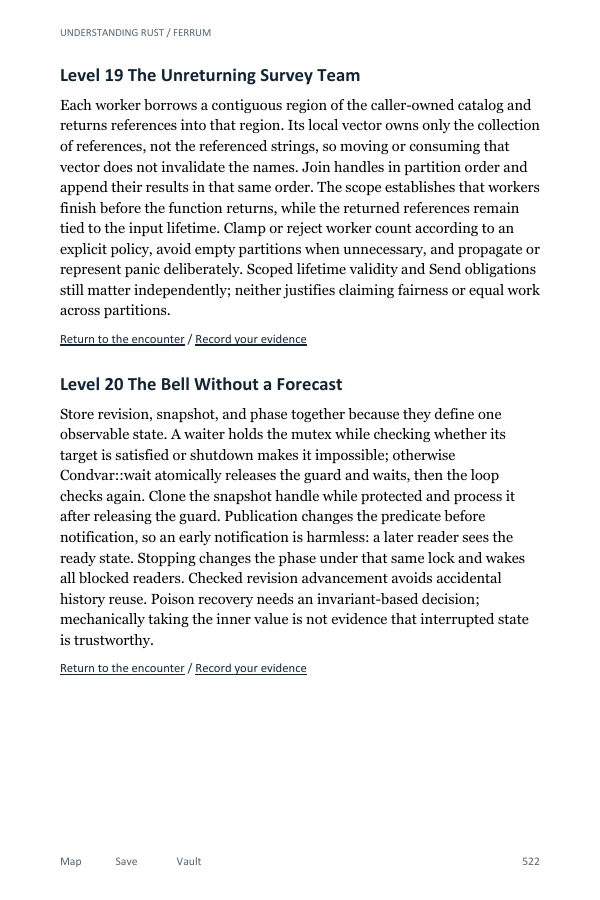 UNDERSTANDING RUST / FERRUM
Level 19 The Unreturning Survey Team
Each worker borrows a contiguous region of the caller-owned catalog and
returns references into that region. Its local vector owns only the collection
of references, not the referenced strings, so moving or consuming that
vector does not invalidate the names. Join handles in partition order and
append their results in that same order. The scope establishes that workers
finish before the function returns, while the returned references remain
tied to the input lifetime. Clamp or reject worker count according to an
explicit policy, avoid empty partitions when unnecessary, and propagate or
represent panic deliberately. Scoped lifetime validity and Send obligations
still matter independently; neither justifies claiming fairness or equal work
across partitions.
Return to the encounter / Record your evidence
Level 20 The Bell Without a Forecast
Store revision, snapshot, and phase together because they define one
observable state. A waiter holds the mutex while checking whether its
target is satisfied or shutdown makes it impossible; otherwise
Condvar::wait atomically releases the guard and waits, then the loop
checks again. Clone the snapshot handle while protected and process it
after releasing the guard. Publication changes the predicate before
notification, so an early notification is harmless: a later reader sees the
ready state. Stopping changes the phase under that same lock and wakes
all blocked readers. Checked revision advancement avoids accidental
history reuse. Poison recovery needs an invariant-based decision;
mechanically taking the inner value is not evidence that interrupted state
is trustworthy.
Return to the encounter / Record your evidence
Map Save Vault 522